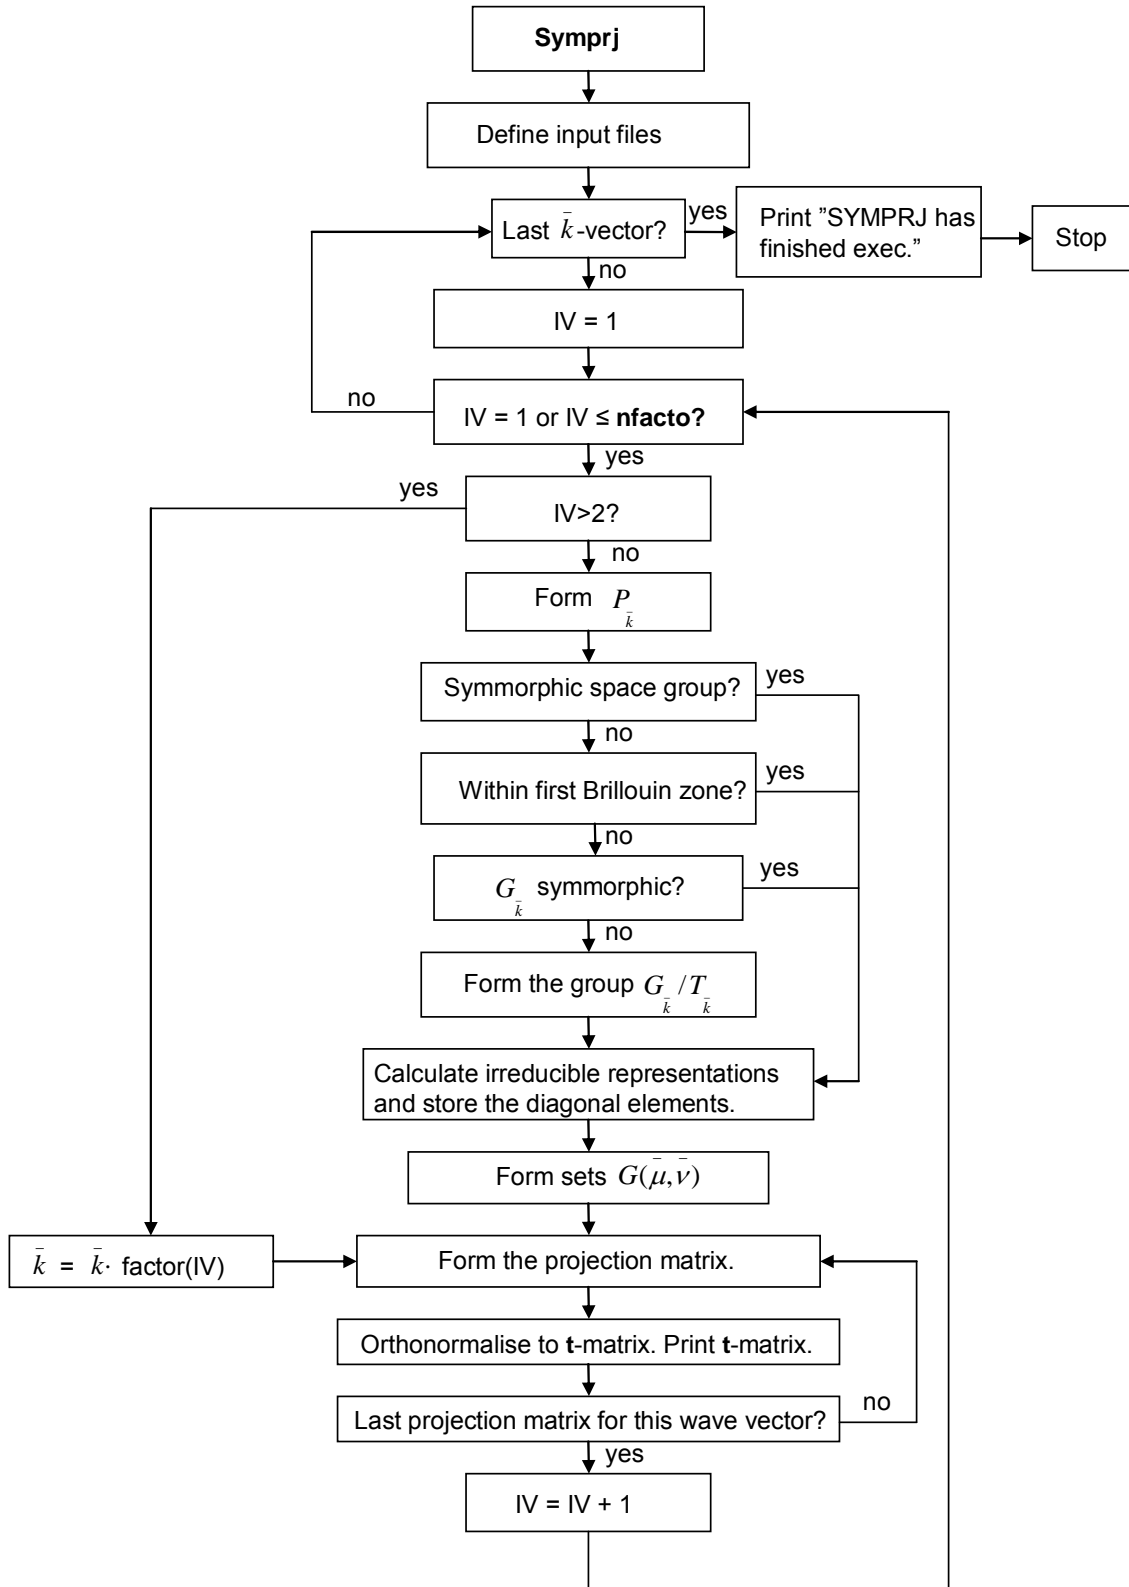 Symprj
Define input files
Last k̄-vector?
yes
Print ”SYMPRJ has
finished exec.”
Stop
no
IV = 1
no
IV = 1 or IV ≤ nfacto?
yes
yes
IV>2?
no
Form P_k̄
Symmorphic space group?
yes
no
Within first Brillouin zone?
yes
no
G_k̄ symmorphic?
yes
no
Form the group G_k̄ / T_k̄
Calculate irreducible representations
and store the diagonal elements.
Form sets G(μ̄,ν̄)
k̄ = k̄· factor(IV)
Form the projection matrix.
Orthonormalise to t-matrix. Print t-matrix.
Last projection matrix for this wave vector?
no
yes
IV = IV + 1